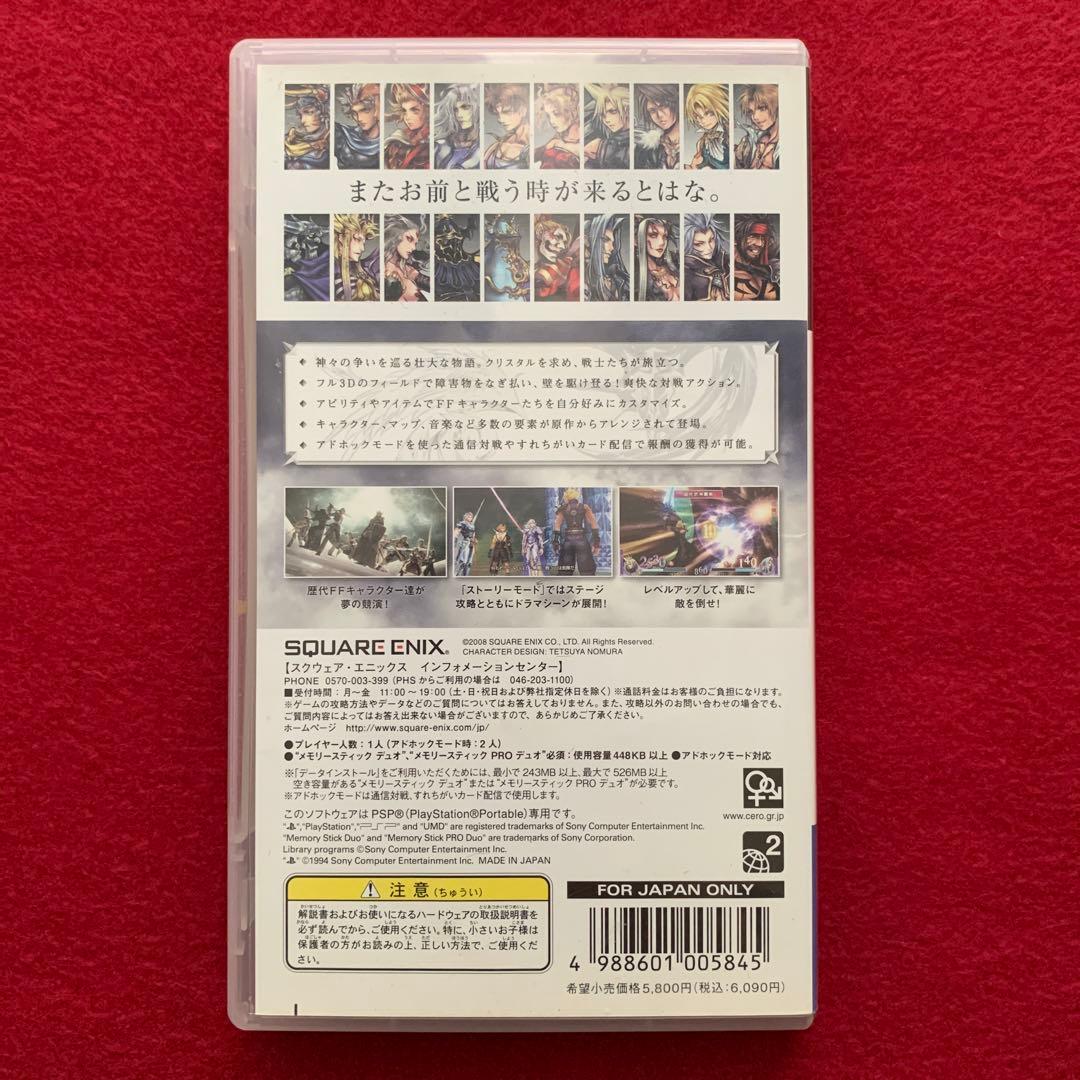 またお前と戦う時が来るとはな。
神々の争いを巡る壮大な物語。クリスタルを求め、戦士たちが旅立つ。
フル3Dのフィールドで障害物をなぎ払い、壁を駆け登る!爽快な対戦アクション。
アビリティやアイテムでFFキャラクターたちを自分好みにカスタマイズ。
キャラクター、マップ、音楽など多数の要素が原作からアレンジされて登場。
アドホックモードを使った通信対戦やすれちがいカード配信で報酬の獲得が可能。
歴代FFキャラクター達が
夢の競演!
「ストーリーモード」ではステージ
攻略とともにドラマシーンが展開!
レベルアップして、華麗に
敵を倒せ!
SQUARE ENIX®
©2008 SQUARE ENIX CO., LTD. All Rights Reserved.
CHARACTER DESIGN: TETSUYA NOMURA
【スクウェア・エニックス インフォメーションセンター】
PHONE 0570-003-399 (PHSからご利用の場合は 046-203-1100)
■受付時間:月~金 11:00~19:00(土・日・祝日および弊社指定休日を除く) ※通話料金はお客様のご負担になります。
※ゲームの攻略方法やデータなどのご質問についてはお答えしておりません。また、攻略以外のお問い合わせの場合でも、
ご質問内容によってはお答え出来ない場合がございますので、あらかじめご了承ください。
ホームページ http://www.square-enix.com/jp/
●プレイヤー人数:1人(アドホックモード時:2人)
●“メモリースティック デュオ”、“メモリースティック PRO デュオ”必須:使用容量448KB以上 ●アドホックモード対応
※「データインストール」をご利用いただくためには、最小で243MB以上、最大で526MB以上
空き容量がある“メモリースティック デュオ”または“メモリースティック PRO デュオ”が必要です。
※アドホックモードは通信対戦、すれちがいカード配信で使用します。
www.cero.gr.jp
このソフトウェアはPSP®(PlayStation®Portable)専用です。
"PlayStation", "PSP" and "UMD" are registered trademarks of Sony Computer Entertainment Inc.
"Memory Stick Duo" and "Memory Stick PRO Duo" are trademarks of Sony Corporation.
Library programs ©Sony Computer Entertainment Inc.
©1994 Sony Computer Entertainment Inc. MADE IN JAPAN
2
注意(ちゅうい)
解説書およびお使いになるハードウェアの取扱説明書を
必ず読んでから、ご使用ください。特に、小さいお子様は
保護者の方がお読みの上、正しい方法で、ご使用くだ
さい。
FOR JAPAN ONLY
4 988601 005845
希望小売価格5,800円(税込:6,090円)